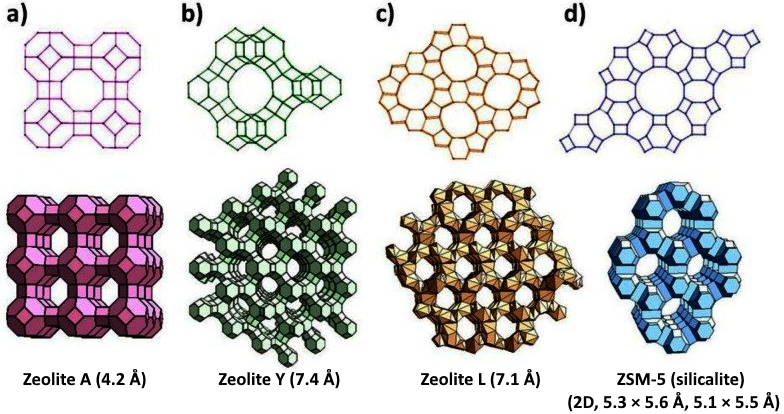 a)
b)
c)
d)
Zeolite A (4.2 Å)
Zeolite Y (7.4 Å)
Zeolite L (7.1 Å)
ZSM-5 (silicalite)
(2D, 5.3 × 5.6 Å, 5.1 × 5.5 Å)